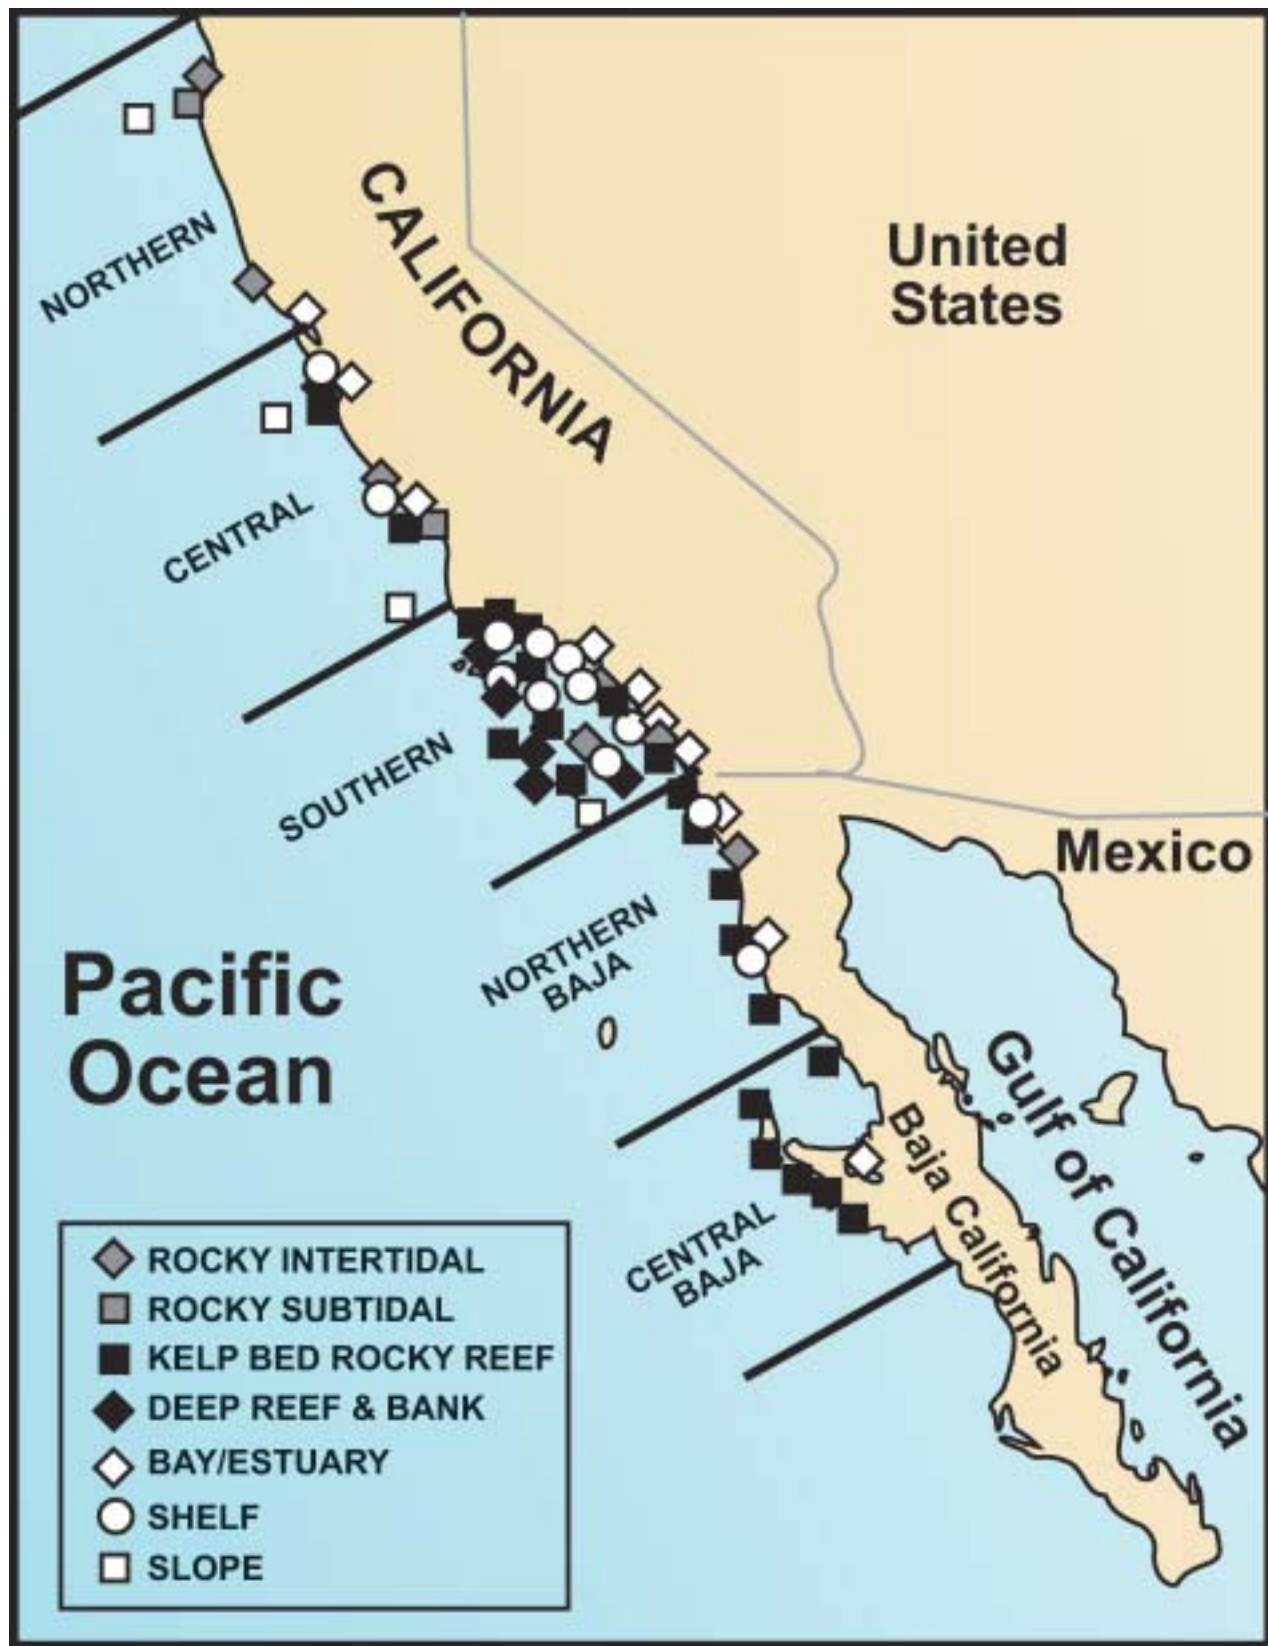 CALIFORNIA
United
States
NORTHERN
CENTRAL
SOUTHERN
Mexico
NORTHERN
BAJA
Pacific
Ocean
Gulf of California
Baja California
CENTRAL
BAJA
ROCKY INTERTIDAL
ROCKY SUBTIDAL
KELP BED ROCKY REEF
DEEP REEF & BANK
BAY/ESTUARY
SHELF
SLOPE